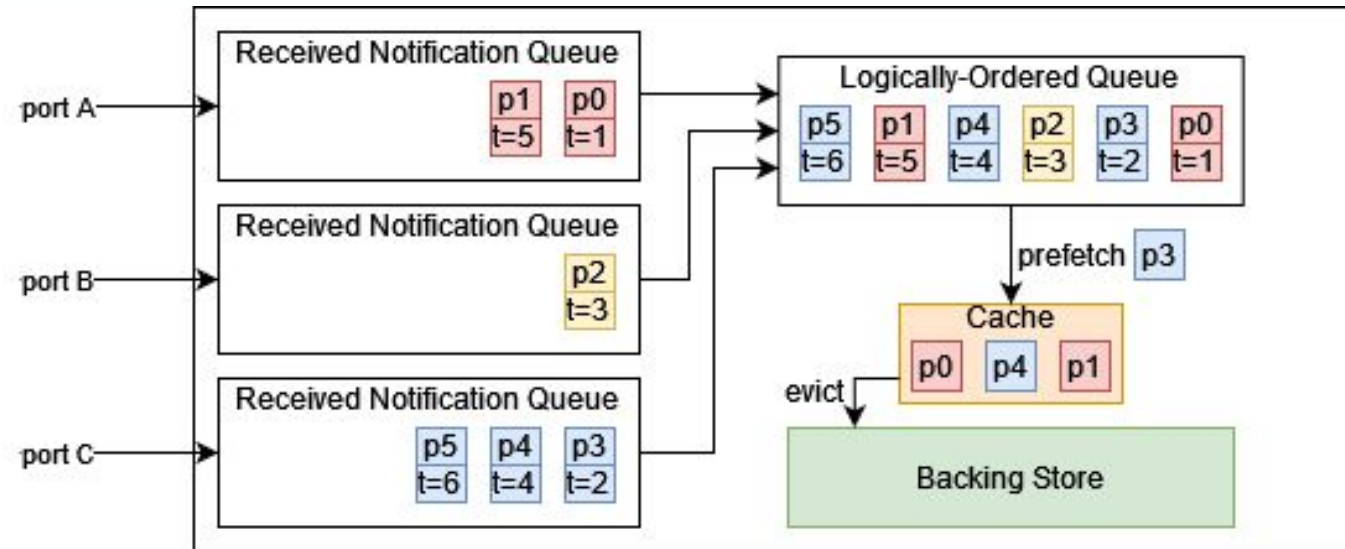 port A
Received Notification Queue
p1 p0
t=5 t=1
port B
Received Notification Queue
p2
t=3
port C
Received Notification Queue
p5 p4 p3
t=6 t=4 t=2
Logically-Ordered Queue
p5 p1 p4 p2 p3 p0
t=6 t=5 t=4 t=3 t=2 t=1
prefetch p3
Cache
p0 p4 p1
evict
Backing Store